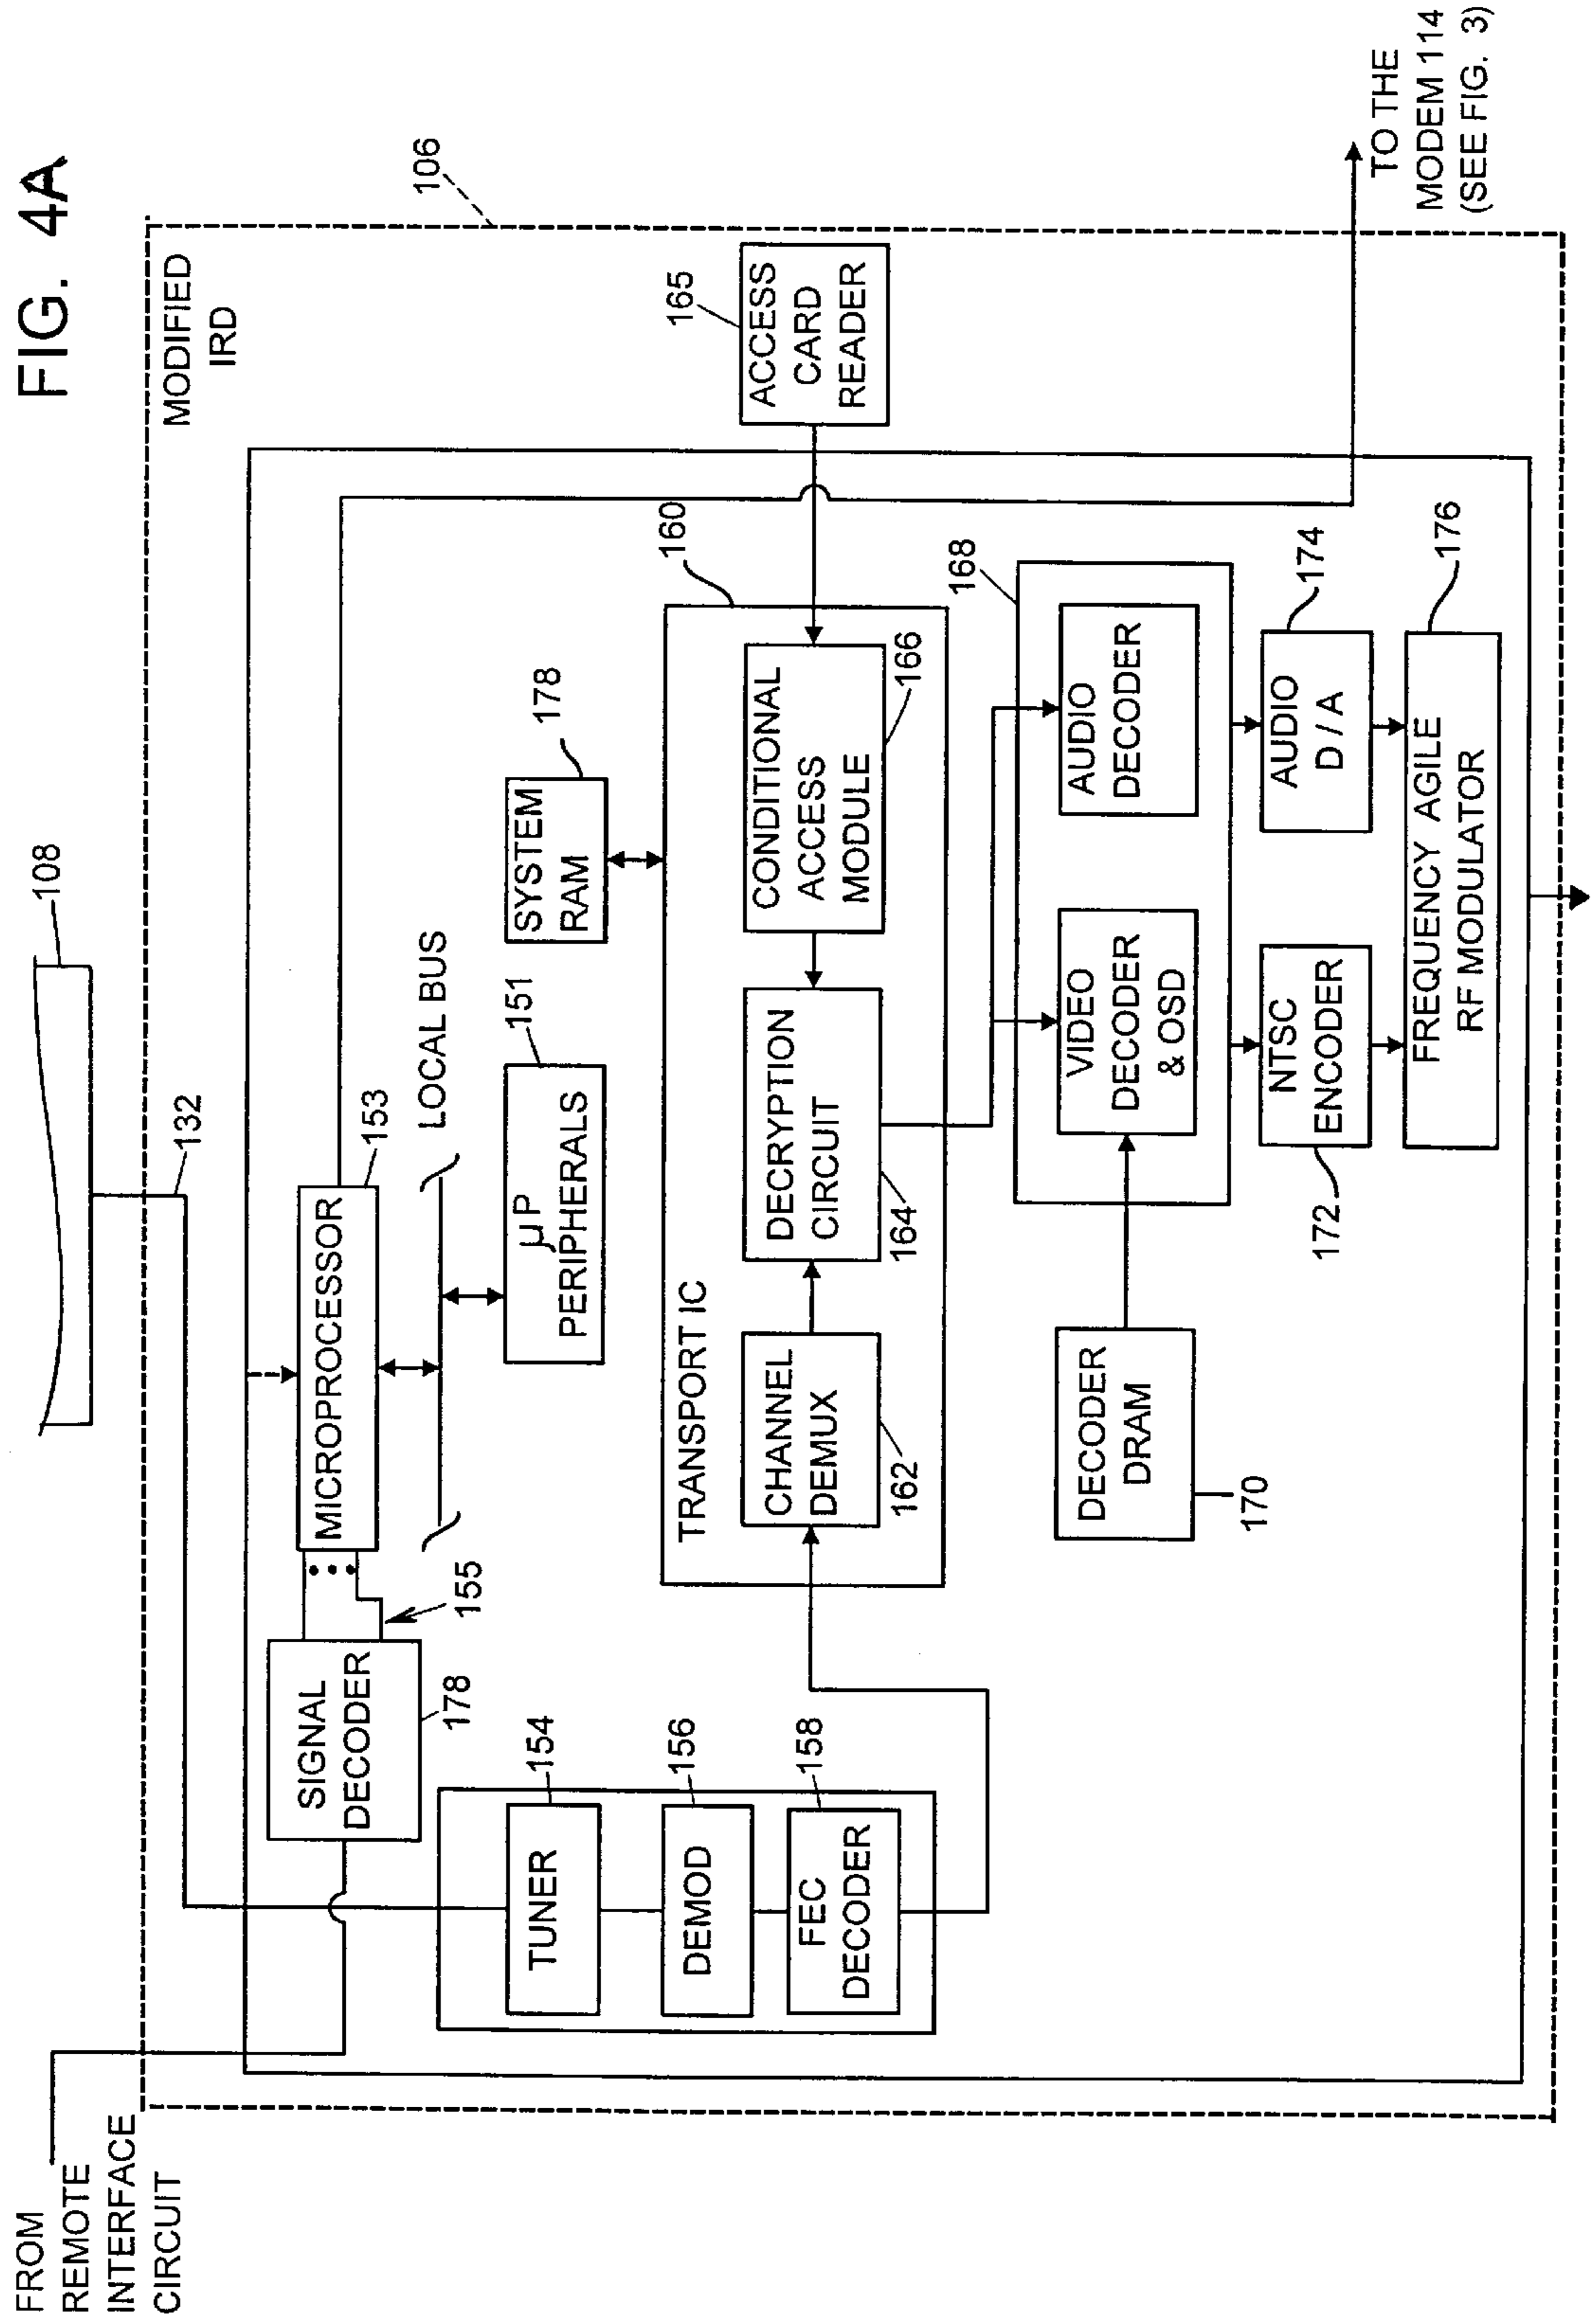 FIG. 4A
FROM
REMOTE
INTERFACE
CIRCUIT
108
132
MODIFIED
IRD
106
SIGNAL
DECODER
178
155
MICROPROCESSOR
153
LOCAL BUS
µP
PERIPHERALS
151
SYSTEM
RAM
178
TUNER
154
DEMOD
156
FEC
DECODER
158
TRANSPORT IC
160
CHANNEL
DEMUX
162
DECRYPTION
CIRCUIT
164
CONDITIONAL
ACCESS
MODULE
166
ACCESS
CARD
READER
165
DECODER
DRAM
170
168
VIDEO
DECODER
& OSD
AUDIO
DECODER
NTSC
ENCODER
172
AUDIO
D / A
174
FREQUENCY AGILE
RF MODULATOR
176
TO THE
MODEM 114
(SEE FIG. 3)